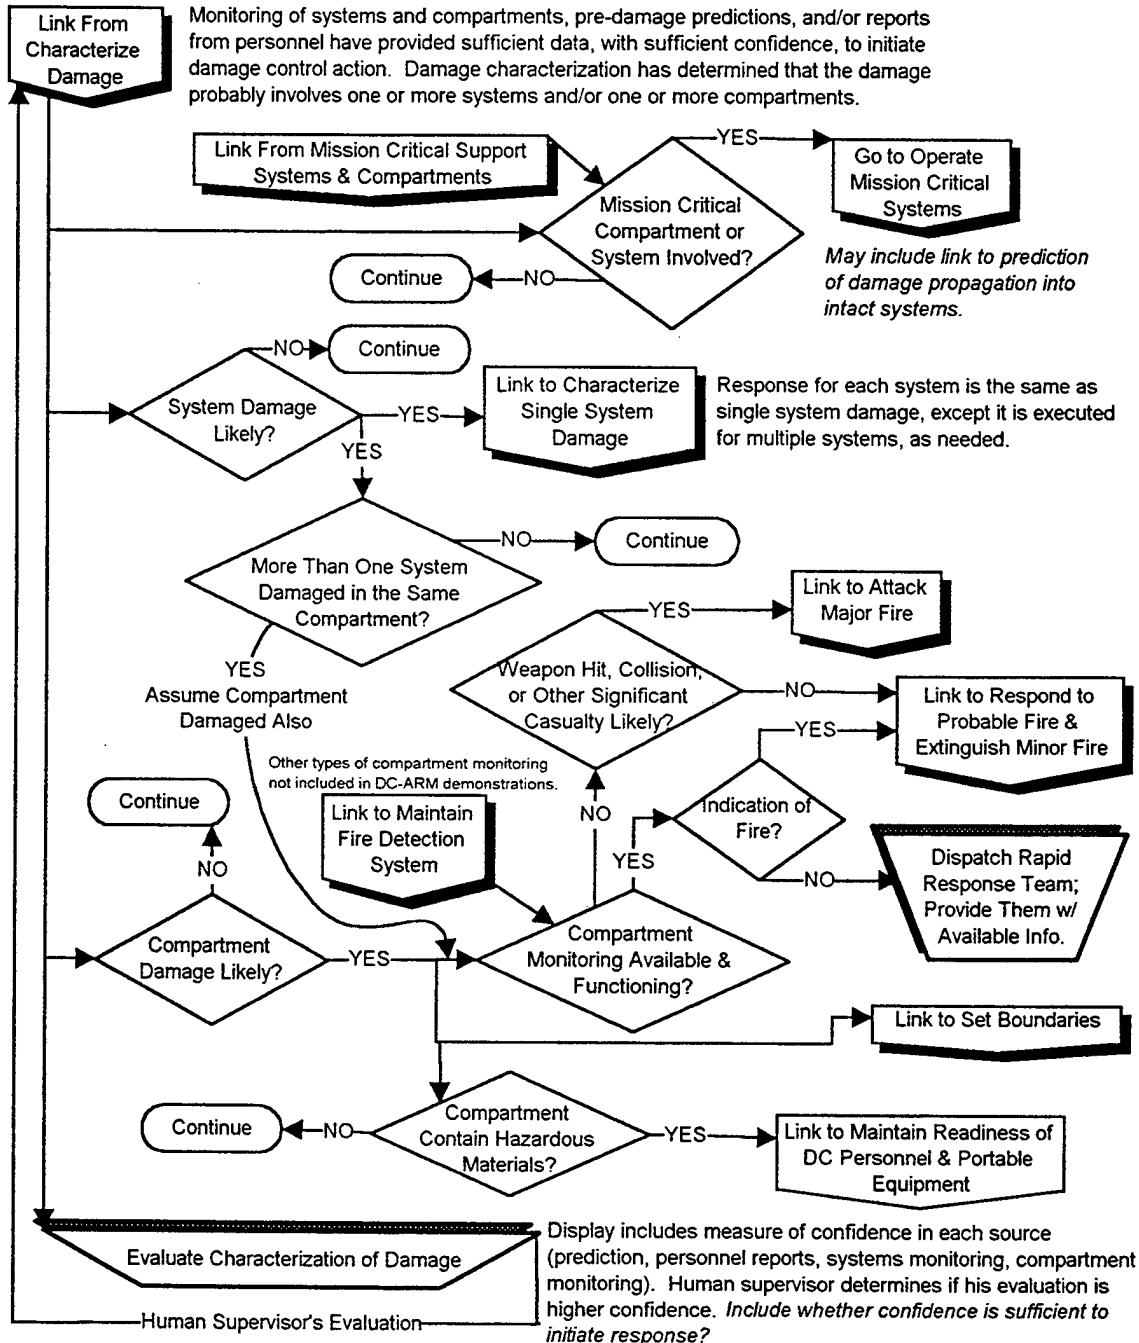 Link From
Characterize
Damage
Monitoring of systems and compartments, pre-damage predictions, and/or reports
from personnel have provided sufficient data, with sufficient confidence, to initiate
damage control action. Damage characterization has determined that the damage
probably involves one or more systems and/or one or more compartments.
Link From Mission Critical Support
Systems & Compartments
YES
Go to Operate
Mission Critical
Systems
Mission Critical
Compartment or
System Involved?
May include link to prediction
of damage propagation into
intact systems.
Continue
NO
NO
Continue
System Damage
Likely?
YES
Link to Characterize
Single System
Damage
Response for each system is the same as
single system damage, except it is executed
for multiple systems, as needed.
YES
More Than One System
Damaged in the Same
Compartment?
NO
Continue
YES
Assume Compartment
Damaged Also
YES
Link to Attack
Major Fire
Weapon Hit, Collision,
or Other Significant
Casualty Likely?
NO
Link to Respond to
Probable Fire &
Extinguish Minor Fire
YES
Other types of compartment monitoring
not included in DC-ARM demonstrations.
Link to Maintain
Fire Detection
System
NO
YES
Indication of
Fire?
NO
Dispatch Rapid
Response Team;
Provide Them w/
Available Info.
Continue
NO
Compartment
Damage Likely?
YES
Compartment
Monitoring Available &
Functioning?
Link to Set Boundaries
Continue
NO
Compartment
Contain Hazardous
Materials?
YES
Link to Maintain Readiness of
DC Personnel & Portable
Equipment
Evaluate Characterization of Damage
Human Supervisor's Evaluation
Display includes measure of confidence in each source
(prediction, personnel reports, systems monitoring, compartment
monitoring). Human supervisor determines if his evaluation is
higher confidence. Include whether confidence is sufficient to
initiate response?